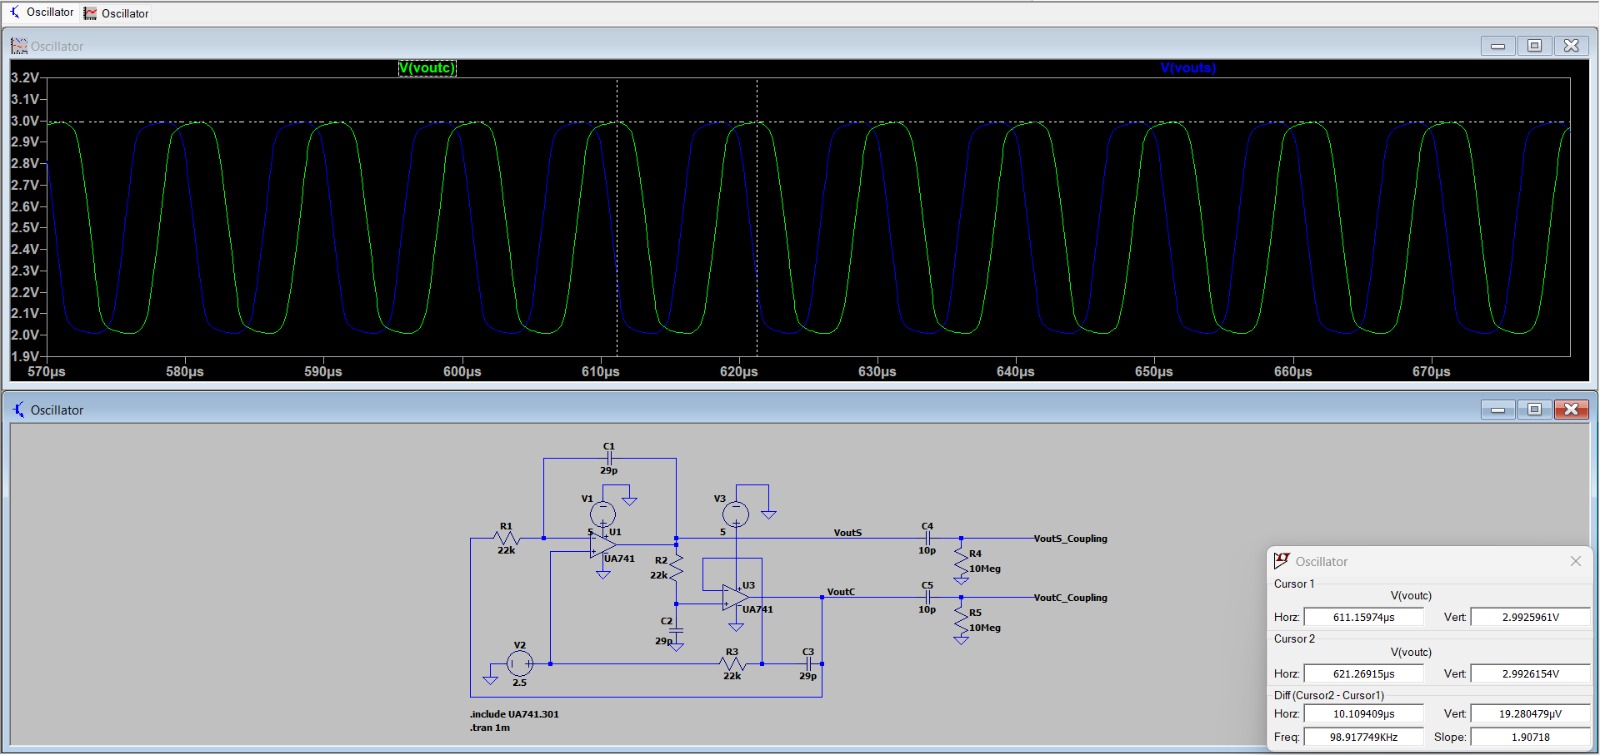 Oscillator Oscillator
Oscillator
V(voutc) V(vouts)
3.2V
3.1V
3.0V
2.9V
2.8V
2.7V
2.6V
2.5V
2.4V
2.3V
2.2V
2.1V
2.0V
1.9V
570µs 580µs 590µs 600µs 610µs 620µs 630µs 640µs 650µs 660µs 670µs
Oscillator
C1
29p
V1
5
U1
UA741
R1
22k
V3
5
R2
22k
U3
UA741
C2
29p
V2
2.5
R3
22k
C3
29p
VoutS
C4
10p
VoutS_Coupling
R4
10Meg
VoutC
C5
10p
VoutC_Coupling
R5
10Meg
.include UA741.301
.tran 1m
Oscillator
Cursor 1
V(voutc)
Horz: 611.15974µs Vert: 2.9925961V
Cursor 2
V(voutc)
Horz: 621.26915µs Vert: 2.9926154V
Diff (Cursor2 - Cursor1)
Horz: 10.109409µs Vert: 19.280479µV
Freq: 98.917749KHz Slope: 1.90718